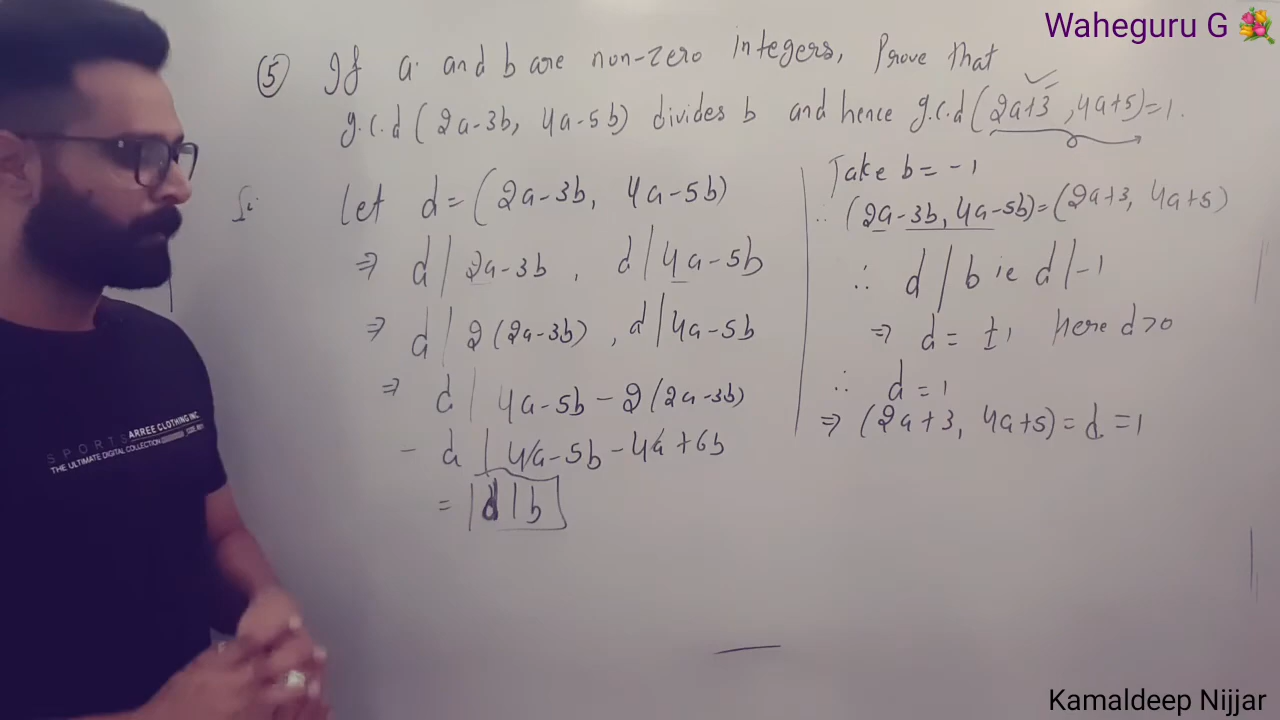 Waheguru G 💐
⑤ If a and b are non-zero integers, Prove that
g.c.d (2a-3b, 4a-5b) divides b and hence g.c.d (2a+3, 4a+5)=1.
Let d = (2a-3b, 4a-5b)
⇒ d | 2a-3b , d | 4a-5b
⇒ d | 2(2a-3b) , d | 4a-5b
⇒ d | 4a-5b - 2(2a-3b)
- d | 4a-5b-4a+6b
= d | b
Take b = -1
∴ (2a-3b, 4a-5b) = (2a+3, 4a+5)
∴ d | b ie d | -1
⇒ d = ±1 here d>0
∴ d = 1
⇒ (2a+3, 4a+5) = d = 1
SPORTS ARREE CLOTHING INC
THE ULTIMATE DIGITAL COLLECTION
Kamaldeep Nijjar